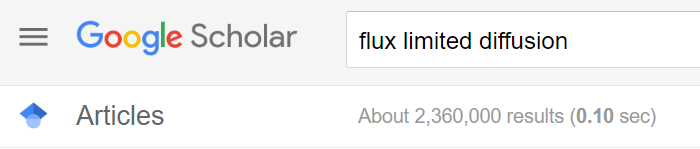 Google Scholar
flux limited diffusion
Articles
About 2,360,000 results (0.10 sec)